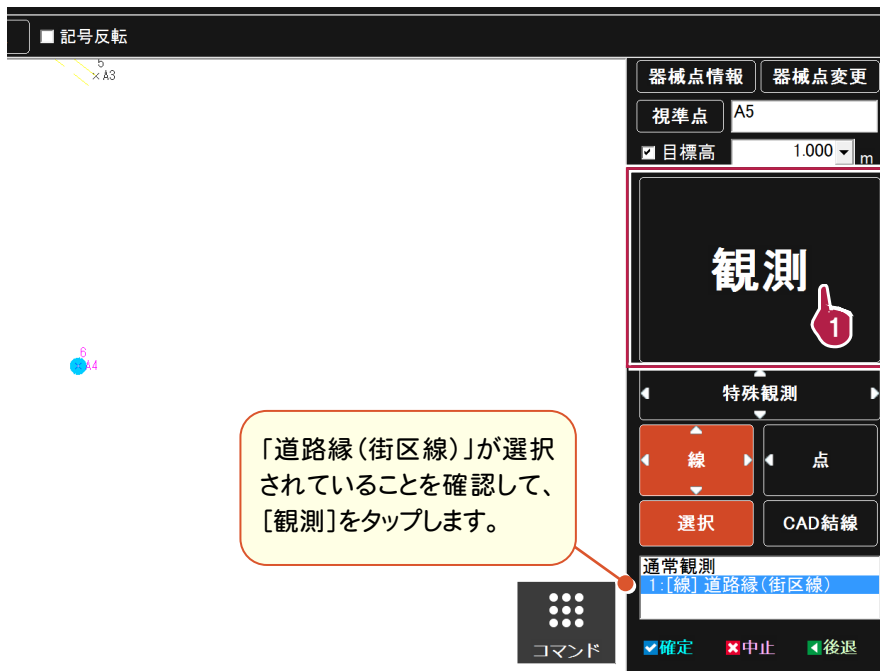 記号反転
5
A3
器械点情報
器械点変更
視準点
A5
目標高
1.000
m
観測
1
6
A4
特殊観測
線
点
選択
CAD結線
「道路縁(街区線)」が選択
されていることを確認して、
[観測]をタップします。
通常観測
1:[線] 道路縁(街区線)
コマンド
確定
中止
後退